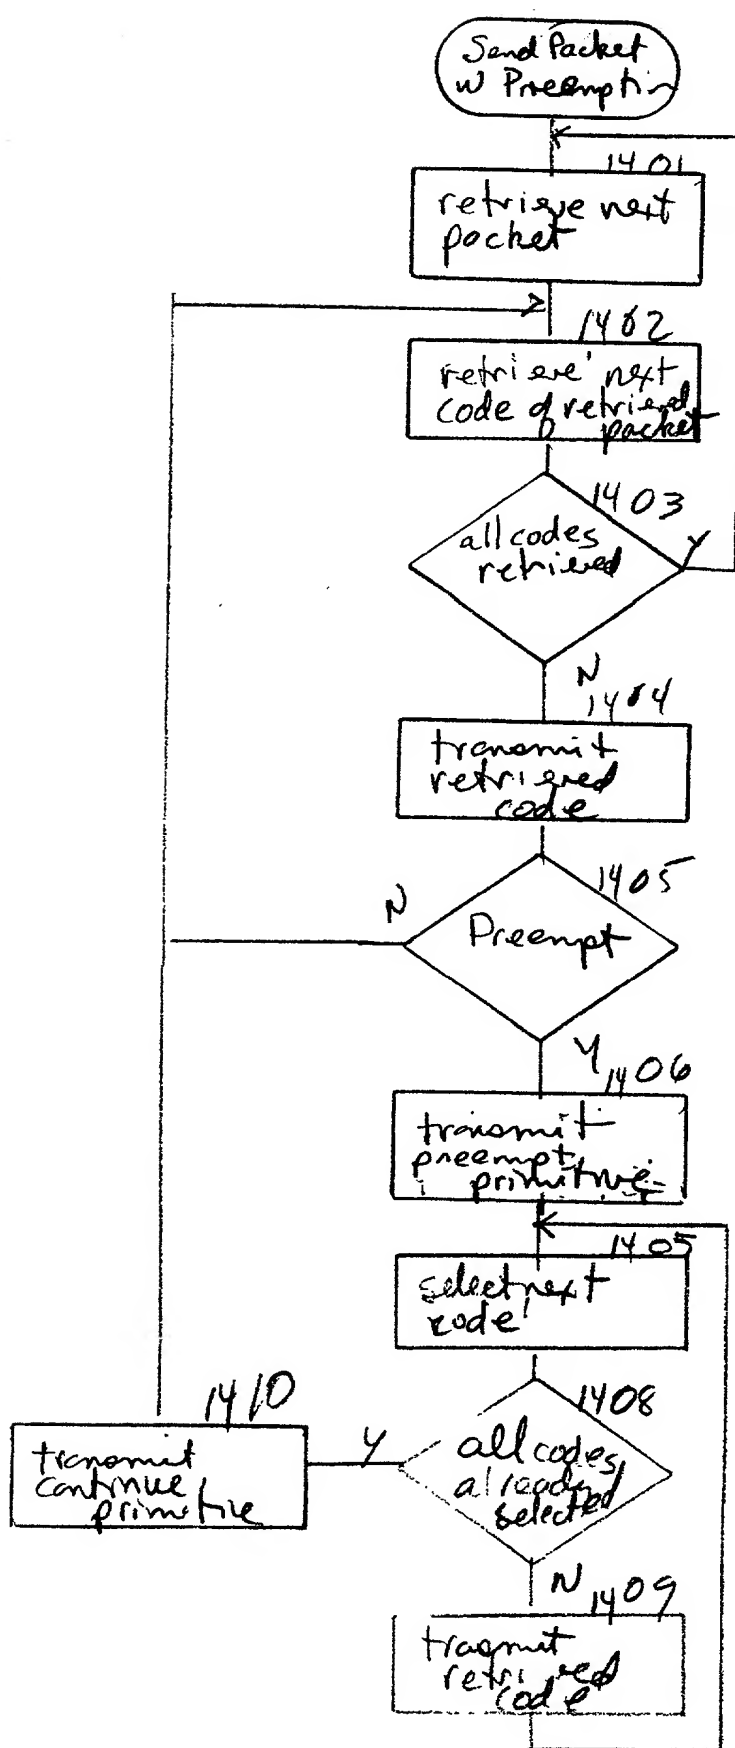 Send Packet
w Preemption
1401
retrieve next
packet
1402
retrieve next
code of retrieved
packet
1403
all codes
retrieved
Y
N
1404
transmit
retrieved
code
1405
Preempt
N
Y
1406
transmit
preempt
primitive
1405
select next
code
1408
all codes
already
selected
Y
1410
transmit
continue
primitive
N
1409
trasmit
retrieved
code